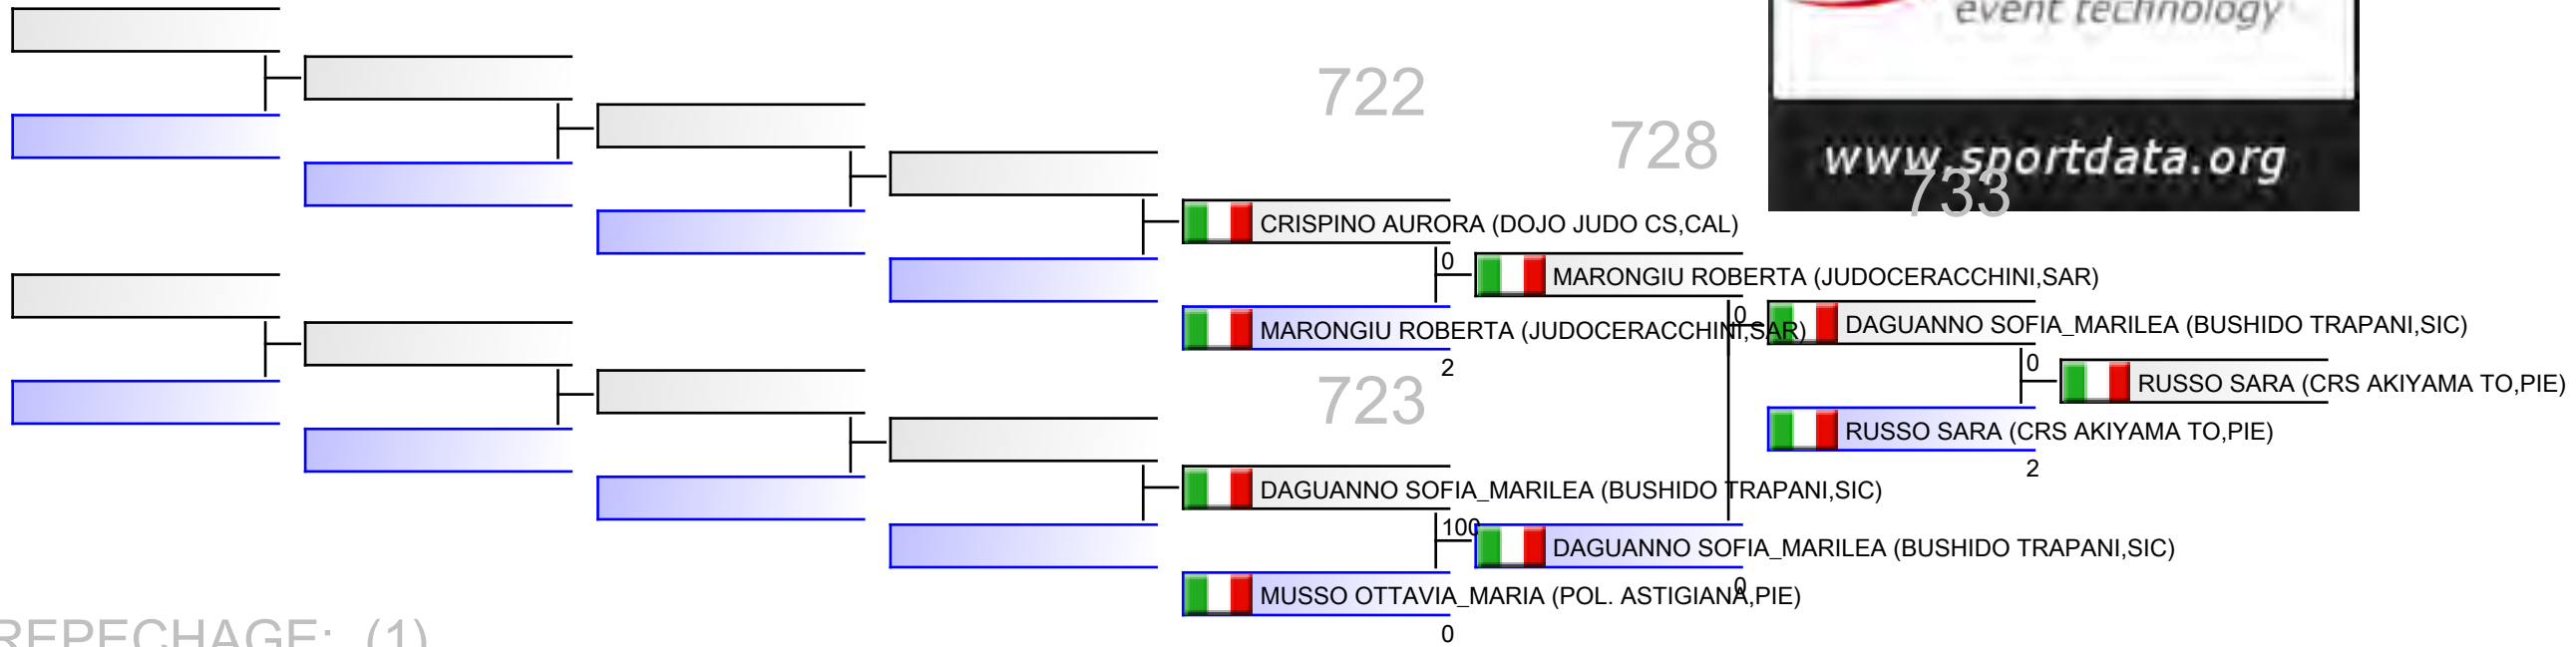 event technology
722
728
www.sportdata.org
733
CRISPINO AURORA (DOJO JUDO CS,CAL)
0
MARONGIU ROBERTA (JUDOCERACCHINI,SAR)
0
MARONGIU ROBERTA (JUDOCERACCHINI,SAR)
DAGUANNO SOFIA_MARILEA (BUSHIDO TRAPANI,SIC)
2
0
RUSSO SARA (CRS AKIYAMA TO,PIE)
723
RUSSO SARA (CRS AKIYAMA TO,PIE)
2
DAGUANNO SOFIA_MARILEA (BUSHIDO TRAPANI,SIC)
100
DAGUANNO SOFIA_MARILEA (BUSHIDO TRAPANI,SIC)
0
MUSSO OTTAVIA_MARIA (POL. ASTIGIANA,PIE)
0
REPECHAGE: (1)